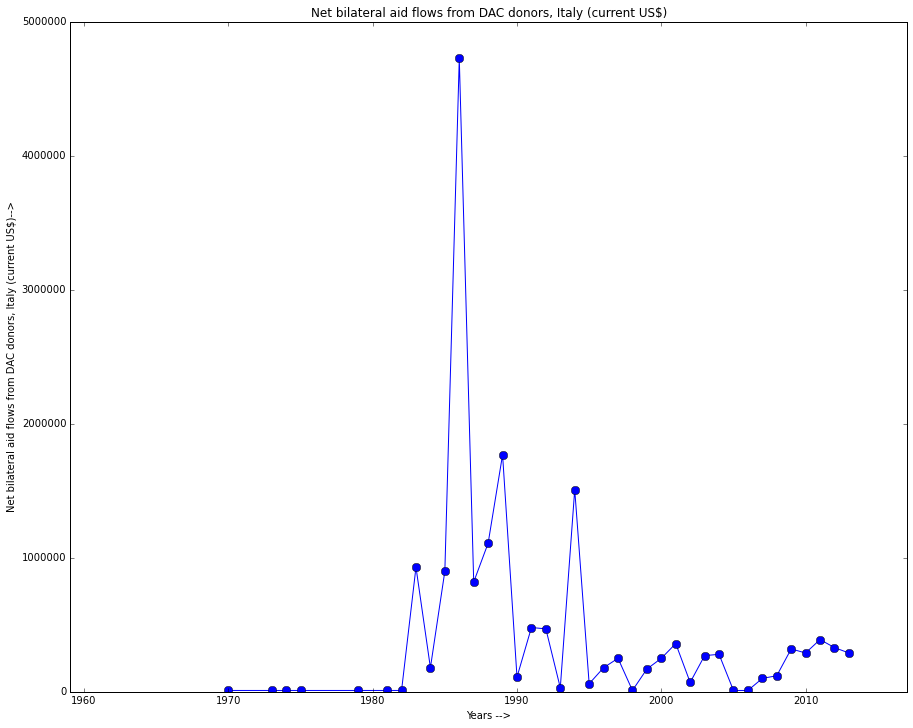 Net bilateral aid flows from DAC donors, Italy (current US$)
5000000
4000000
3000000
2000000
1000000
0
Net bilateral aid flows from DAC donors, Italy (current US$)-->
1960 1970 1980 1990 2000 2010
Years -->